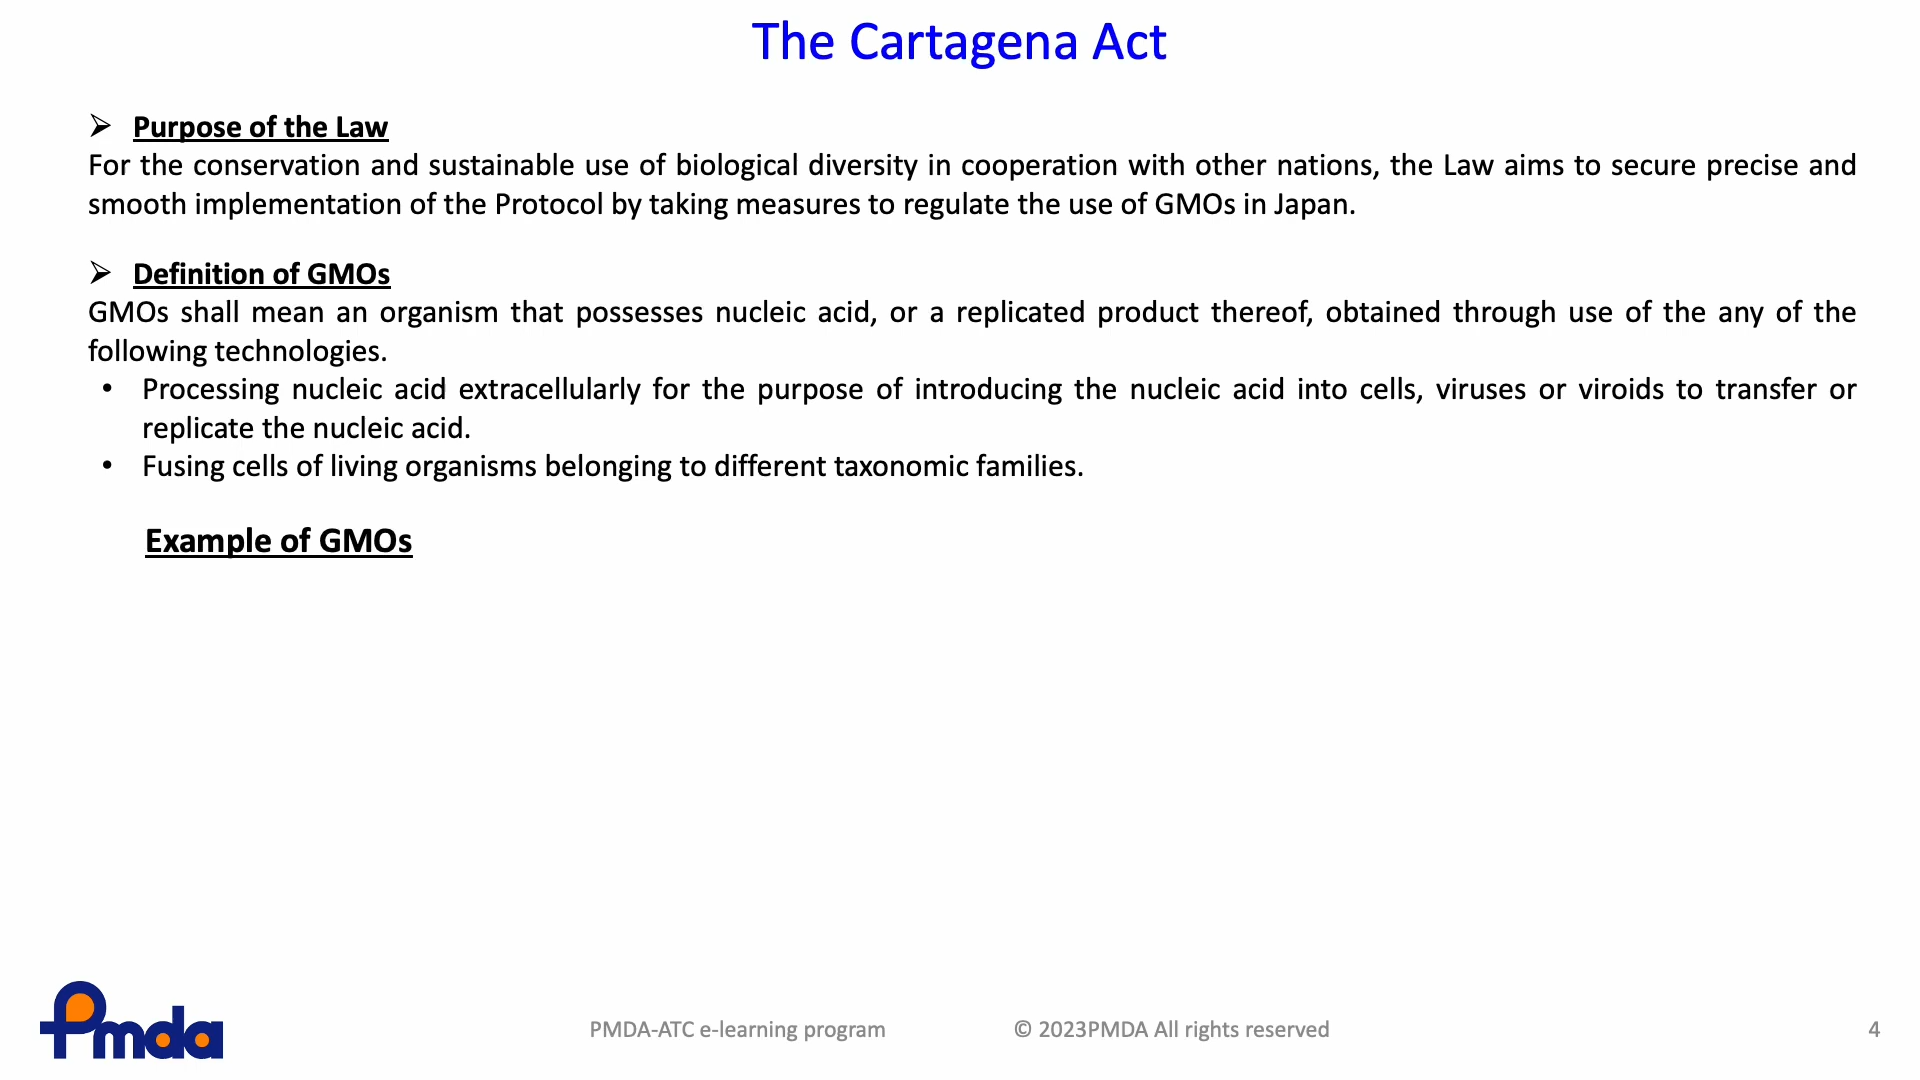 The Cartagena Act
➢ Purpose of the Law
For the conservation and sustainable use of biological diversity in cooperation with other nations, the Law aims to secure precise and
smooth implementation of the Protocol by taking measures to regulate the use of GMOs in Japan.
➢ Definition of GMOs
GMOs shall mean an organism that possesses nucleic acid, or a replicated product thereof, obtained through use of the any of the
following technologies.
• Processing nucleic acid extracellularly for the purpose of introducing the nucleic acid into cells, viruses or viroids to transfer or
replicate the nucleic acid.
• Fusing cells of living organisms belonging to different taxonomic families.
Example of GMOs
Pmda
PMDA-ATC e-learning program
© 2023PMDA All rights reserved
4